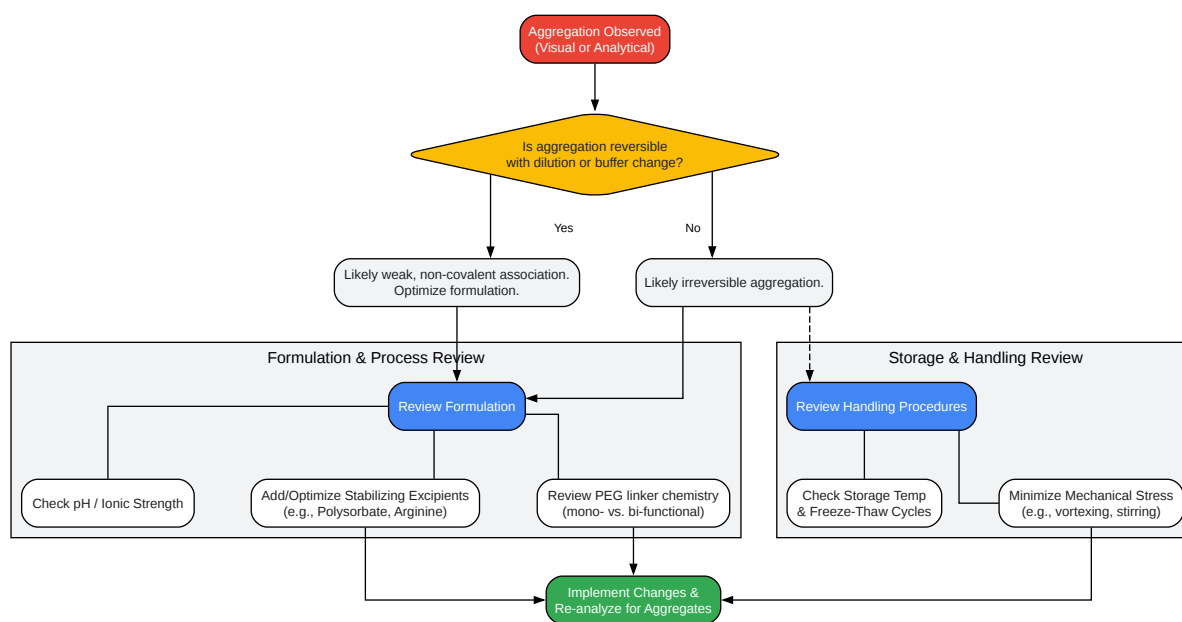 Aggregation Observed
(Visual or Analytical)
Is aggregation reversible
with dilution or buffer change?
Yes
No
Likely weak, non-covalent association.
Optimize formulation.
Likely irreversible aggregation.
Formulation & Process Review
Storage & Handling Review
Review Formulation
Review Handling Procedures
Check pH / Ionic Strength
Add/Optimize Stabilizing Excipients
(e.g., Polysorbate, Arginine)
Review PEG linker chemistry
(mono- vs. bi-functional)
Check Storage Temp
& Freeze-Thaw Cycles
Minimize Mechanical Stress
(e.g., vortexing, stirring)
Implement Changes &
Re-analyze for Aggregates